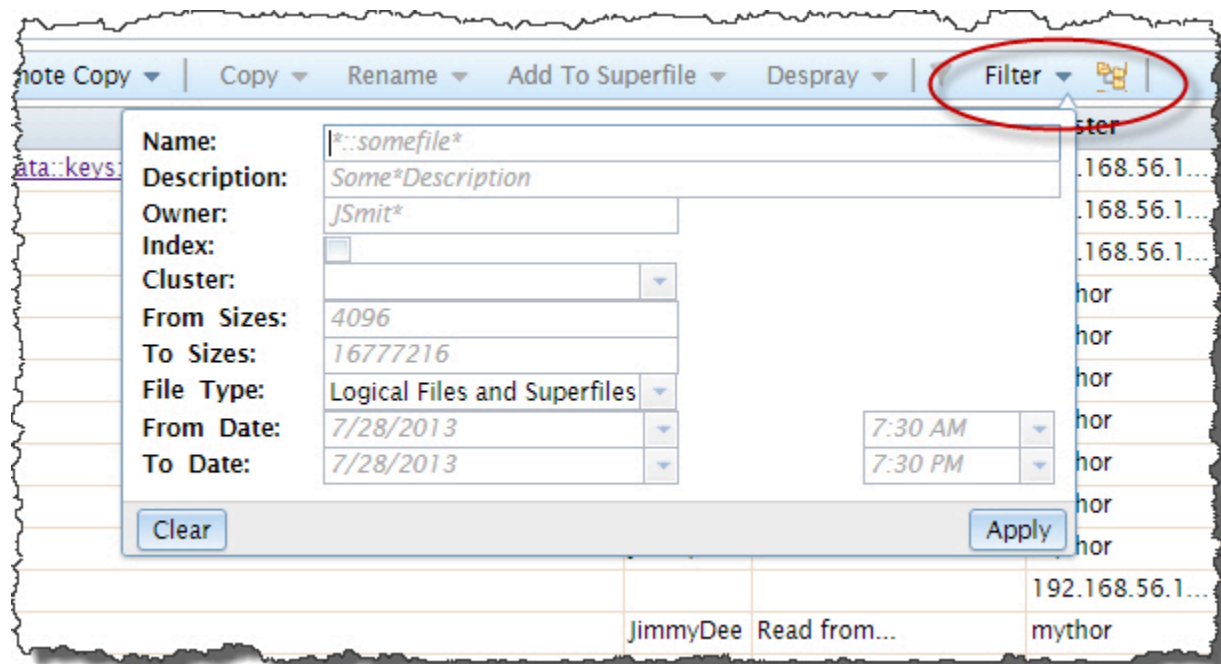 Copy Copy Rename Add To Superfile Despray Filter
Name: *::somefile*
Description: Some*Description
Owner: JSmit*
Index:
Cluster:
From Sizes: 4096
To Sizes: 16777216
File Type: Logical Files and Superfiles
From Date: 7/28/2013 7:30 AM
To Date: 7/28/2013 7:30 PM
Clear Apply
ata::keys:
.168.56.1...
.168.56.1...
.168.56.1...
hor
hor
hor
hor
hor
hor
hor
192.168.56.1...
JimmyDee Read from... mythor